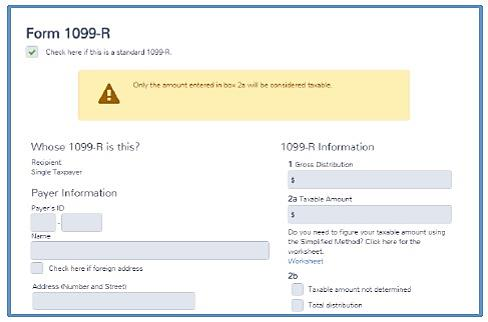 Form 1099-R
Check here if this is a standard 1099-R.
Only the amount entered in box 2a will be considered taxable.
Whose 1099-R is this?
Recipient
Single Taxpayer
Payer Information
Payer's ID
-
Name
Check here if foreign address
Address (Number and Street)
1099-R Information
1 Gross Distribution
$
2a Taxable Amount
$
Do you need to figure your taxable amount using
the Simplified Method? Click here for the
worksheet.
Worksheet
2b
Taxable amount not determined
Total distribution